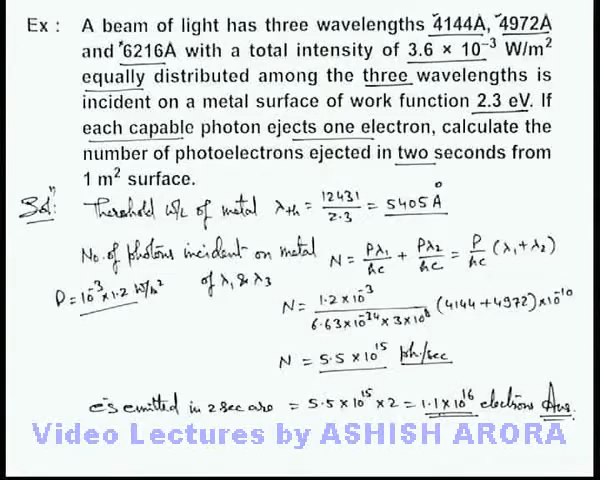 Ex : A beam of light has three wavelengths 4144A, 4972A
and 6216A with a total intensity of 3.6 × 10⁻³ W/m²
equally distributed among the three wavelengths is
incident on a metal surface of work function 2.3 eV. If
each capable photon ejects one electron, calculate the
number of photoelectrons ejected in two seconds from
1 m² surface.
Solⁿ Threshold w/L of metal λth = 12431/2.3 = 5405 Å
No. of photons incident on metal N = Pλ₁/hc + Pλ₂/hc = P/hc (λ₁ + λ₂)
of λ₁ & λ₃
P = 10⁻³ × 1.2 W/m²
N = 1.2 × 10⁻³/6.63 × 10⁻³⁴ × 3 × 10⁸ (4144 + 4972) × 10⁻¹⁰
N = 5.5 × 10¹⁵ ph/sec
e⁻s emitted in 2 sec are = 5.5 × 10¹⁵ × 2 = 1.1 × 10¹⁶ electrons Ans.
Video Lectures by ASHISH ARORA